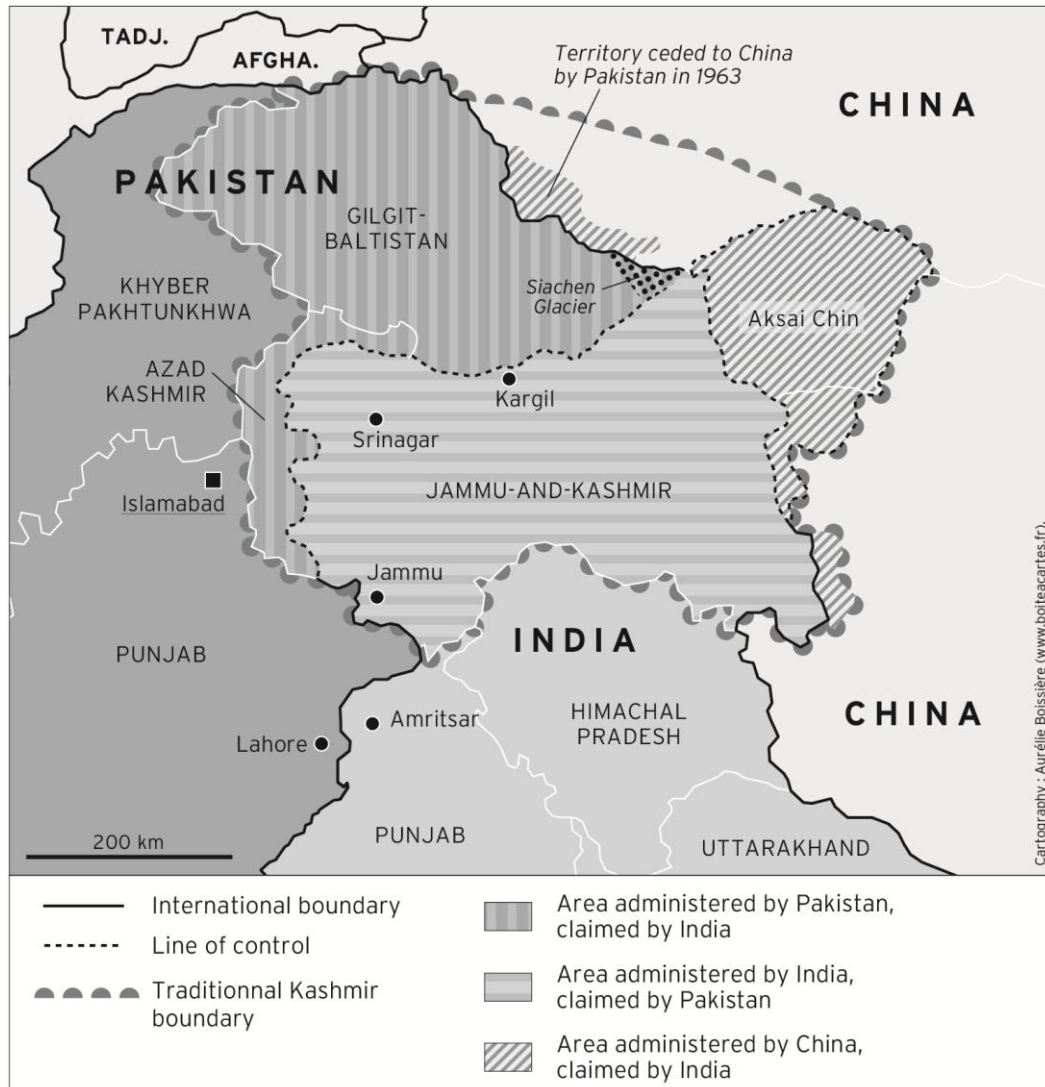 TADJ.
AFGHA.
Territory ceded to China
by Pakistan in 1963
CHINA
PAKISTAN
GILGIT-
BALTISTAN
KHYBER
PAKHTUNKHWA
Siachen
Glacier
Aksai Chin
AZAD
KASHMIR
Kargil
Srinagar
Islamabad
JAMMU-AND-KASHMIR
Jammu
PUNJAB
INDIA
CHINA
Amritsar
Lahore
HIMACHAL
PRADESH
200 km
PUNJAB
UTTARAKHAND
Cartography : Aurélie Boissière (www.boiteacartes.fr).
International boundary
Line of control
Traditionnal Kashmir
boundary
Area administered by Pakistan,
claimed by India
Area administered by India,
claimed by Pakistan
Area administered by China,
claimed by India